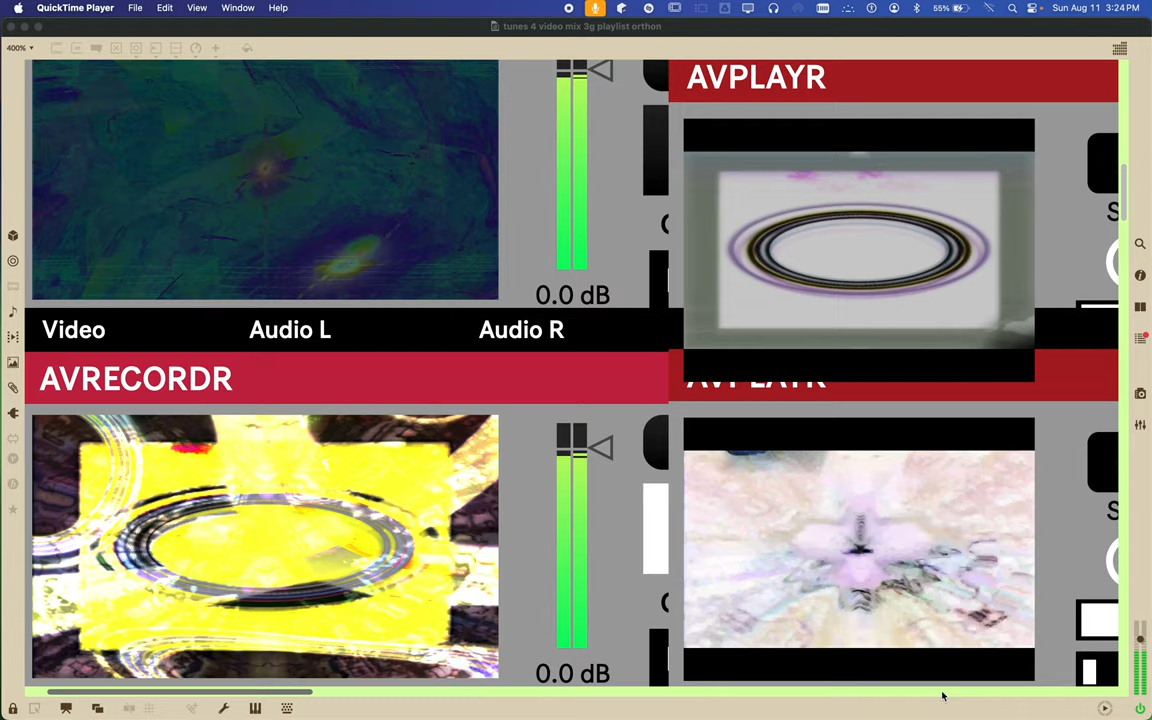 QuickTime Player File Edit View Window Help 55% Sun Aug 11 3:24 PM
tunes 4 video mix 3g playlist orthon
400%
AVPLAYR
0.0 dB
Video Audio L Audio R
AVRECORDR
AVPLAYR
0.0 dB